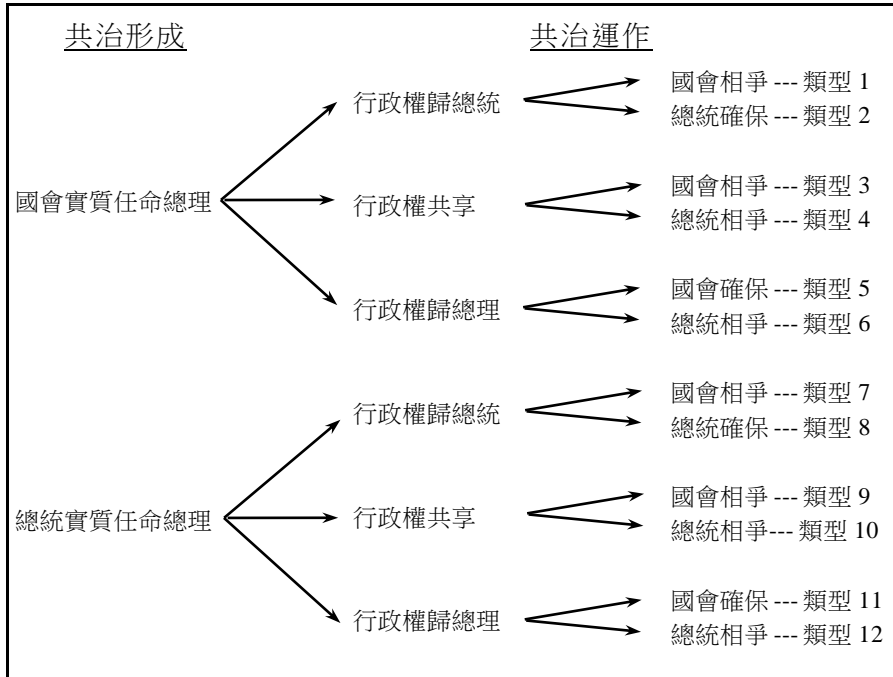 共治形成
共治運作
國會實質任命總理
行政權歸總統
國會相爭 --- 類型 1
總統確保 --- 類型 2
行政權共享
國會相爭 --- 類型 3
總統相爭 --- 類型 4
行政權歸總理
國會確保 --- 類型 5
總統相爭 --- 類型 6
總統實質任命總理
行政權歸總統
國會相爭 --- 類型 7
總統確保 --- 類型 8
行政權共享
國會相爭 --- 類型 9
總統相爭--- 類型 10
行政權歸總理
國會確保 --- 類型 11
總統相爭 --- 類型 12